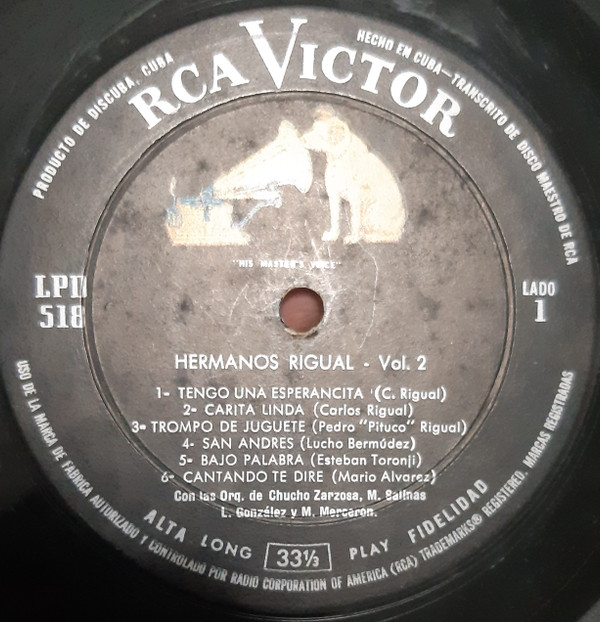 PRODUCTO DE DISCUBA, CUBA
RCA VICTOR
HECHO EN CUBA—TRANSCRITO DE DISCO MAESTRO DE RCA
"HIS MASTER'S VOICE"
LPD
518
LADO
1
HERMANOS RIGUAL - Vol. 2
1- TENGO UNA ESPERANCITA (C. Rigual)
2- CARITA LINDA (Carlos Rigual)
3- TROMPO DE JUGUETE (Pedro "Pituco" Rigual)
4- SAN ANDRES (Lucho Bermúdez)
5- BAJO PALABRA (Esteban Toronji)
6- CANTANDO TE DIRE (Mario Alvarez)
Con las Orq. de Chucho Zarzosa, M. Salinas
L. González y M. Mercarón.
ALTA FIDELIDAD
LONG 33⅓ PLAY
USO DE LA MARCA DE FABRICA AUTORIZADO Y CONTROLADO POR RADIO CORPORATION OF AMERICA (RCA) TRADEMARKS® REGISTERED. MARCAS REGISTRADAS